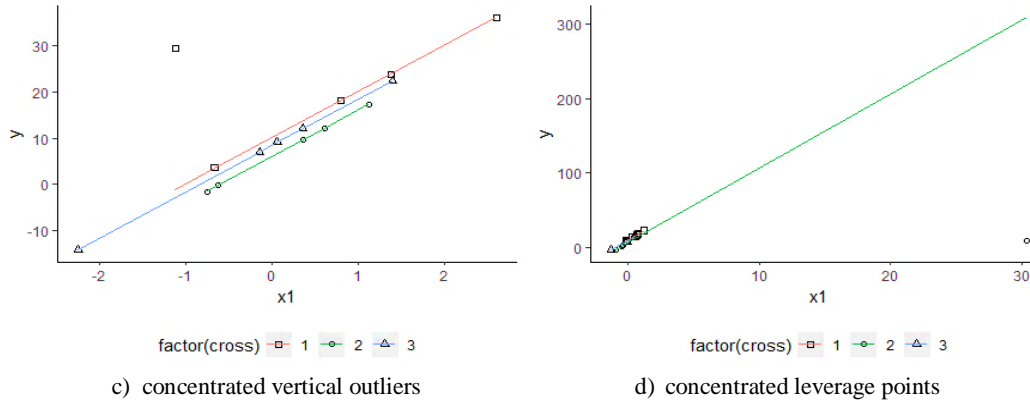 30
20
10
0
-10
y
-2
-1
0
1
2
x1
factor(cross) 1 2 3
c) concentrated vertical outliers
300
200
100
0
y
0
10
20
30
x1
factor(cross) 1 2 3
d) concentrated leverage points